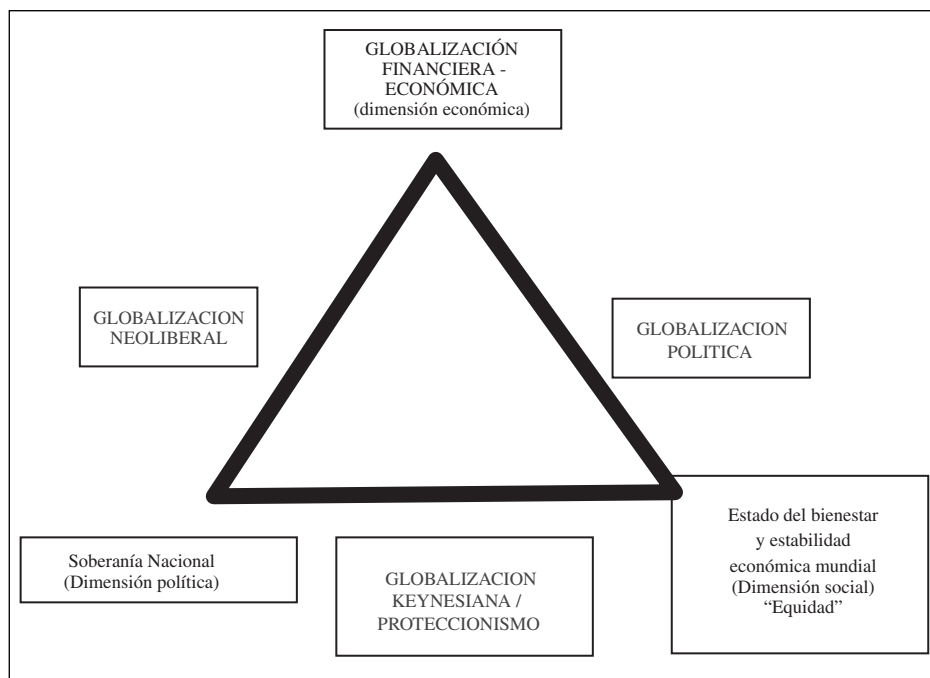 GLOBALIZACIÓN
FINANCIERA -
ECONÓMICA
(dimensión económica)
GLOBALIZACION
NEOLIBERAL
GLOBALIZACION
POLITICA
Soberanía Nacional
(Dimensión política)
GLOBALIZACION
KEYNESIANA /
PROTECCIONISMO
Estado del bienestar
y estabilidad
económica mundial
(Dimensión social)
“Equidad”